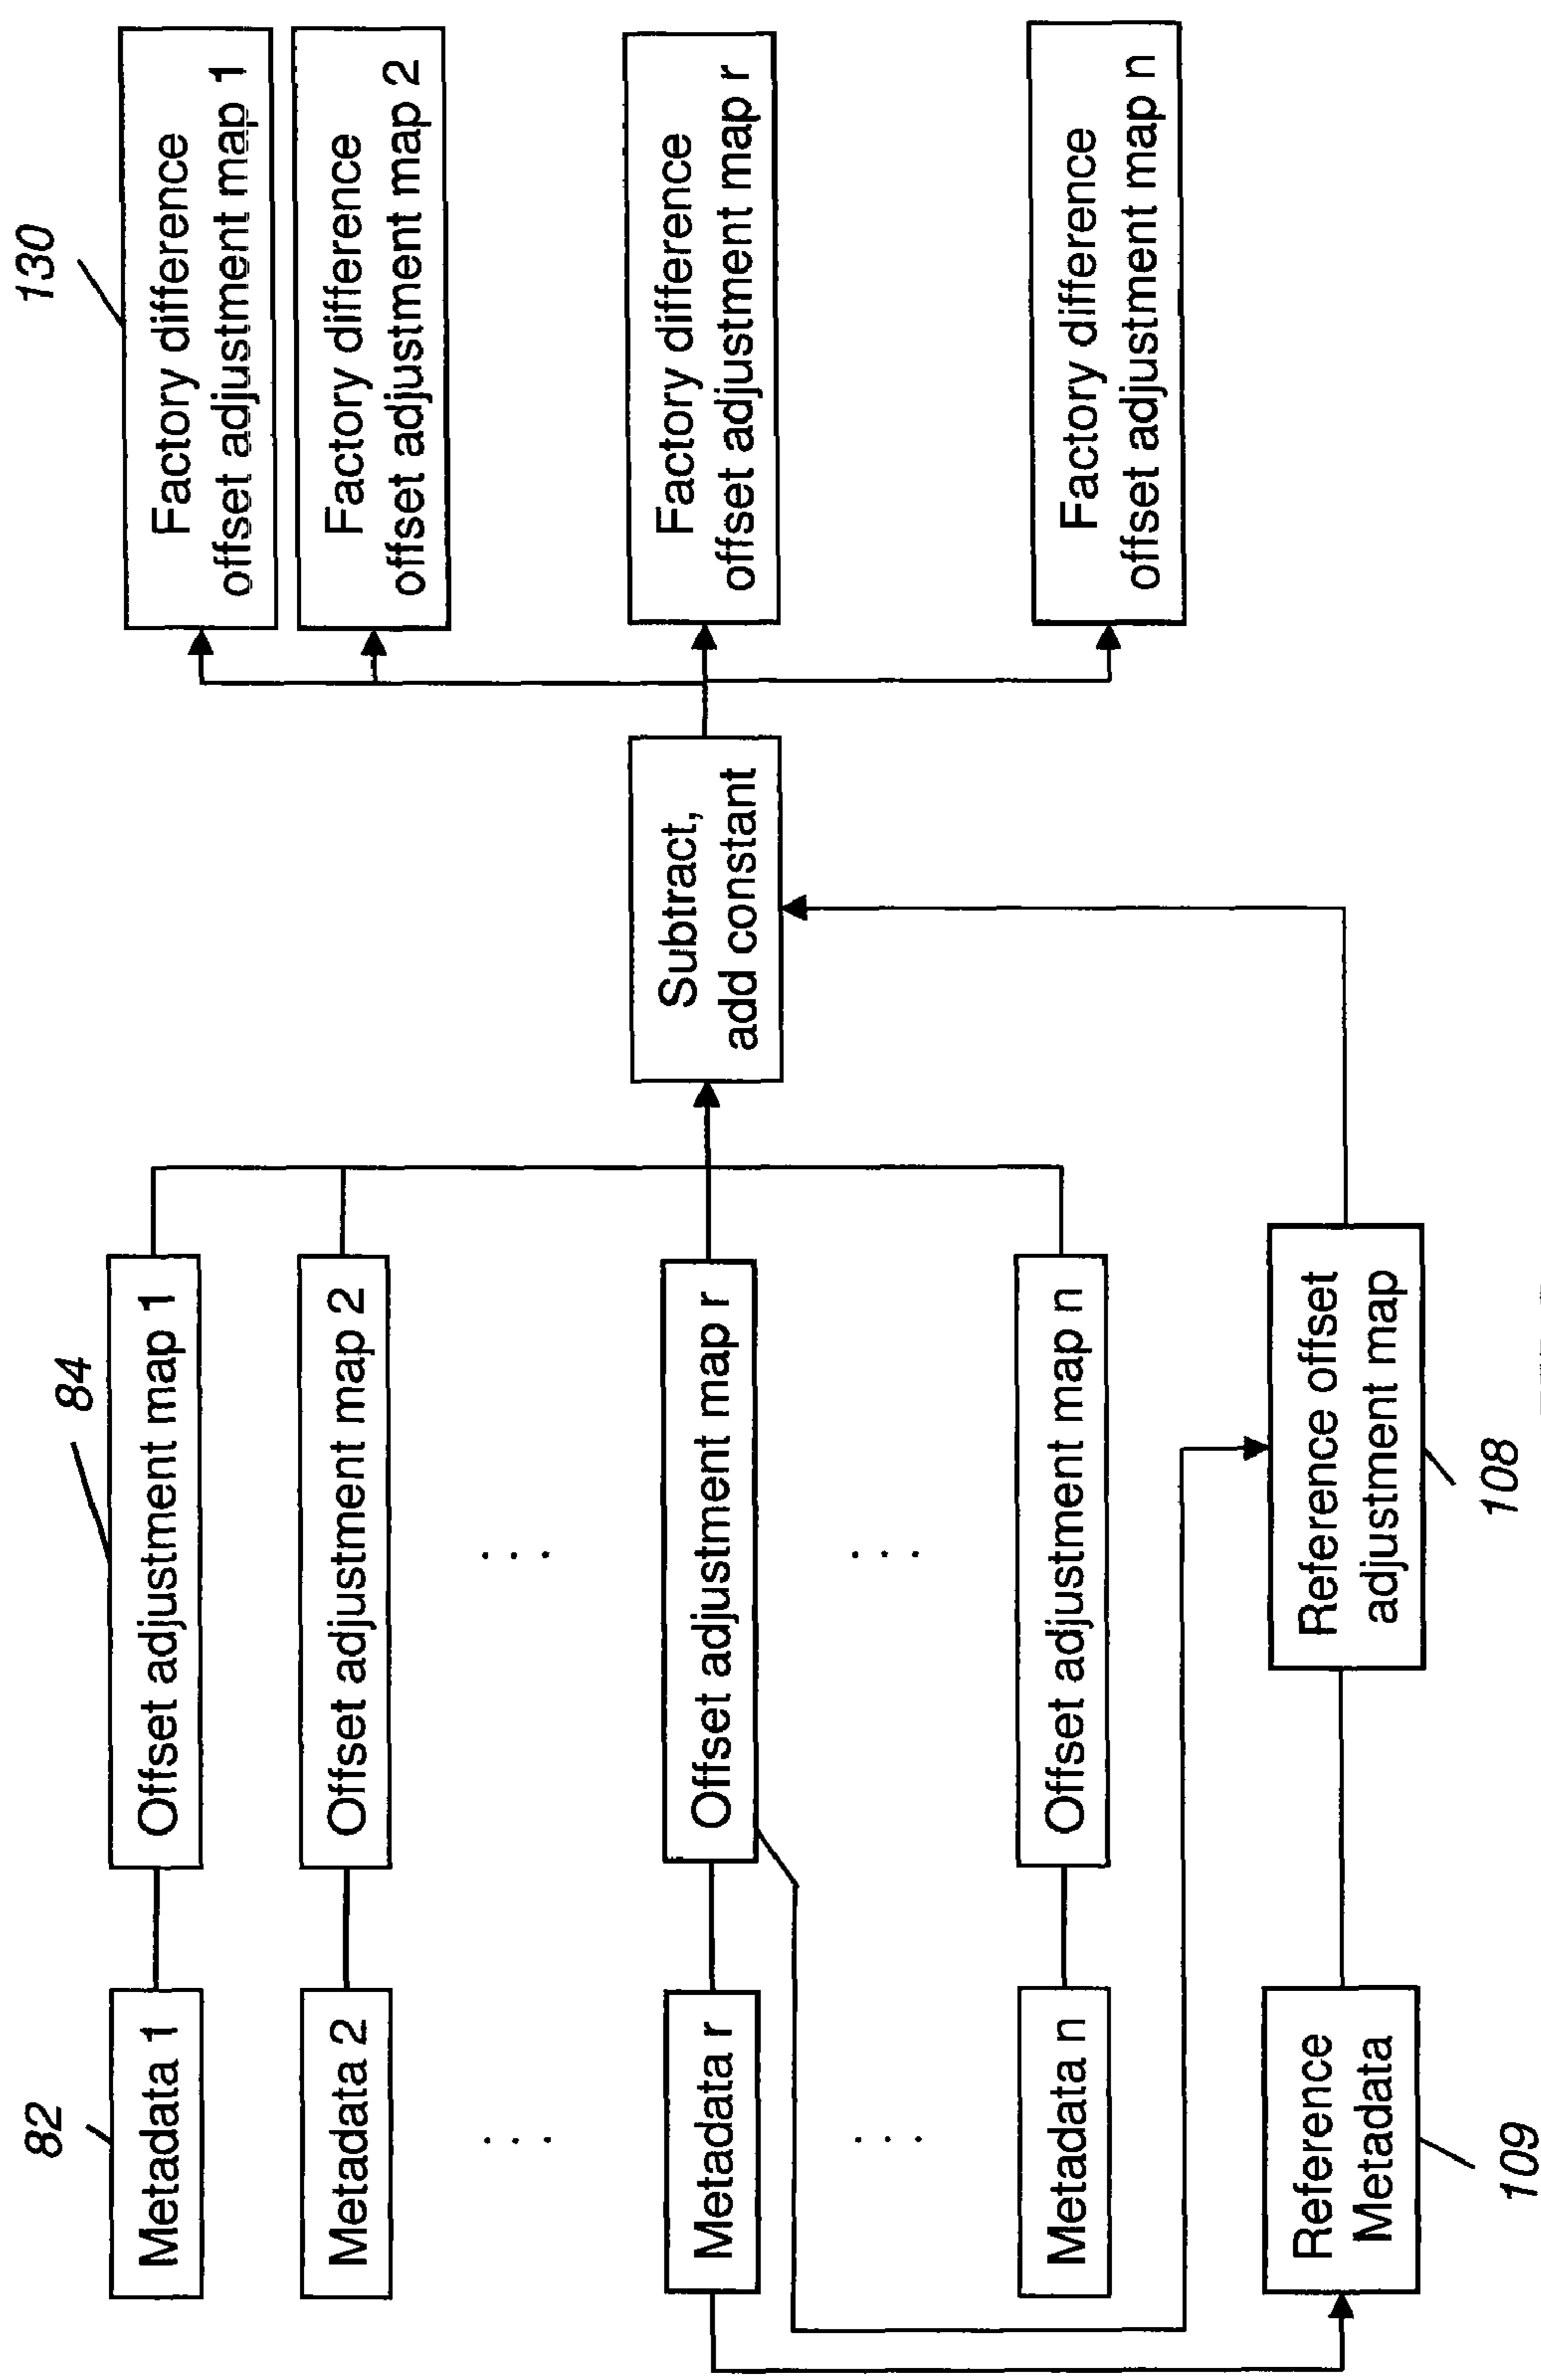 82
Metadata 1
84
Offset adjustment map 1
130
Factory difference
offset adjustment map 1
Metadata 2
Offset adjustment map 2
Factory difference
offset adjustment map 2
. . .
. . .
Metadata r
Offset adjustment map r
Subtract,
add constant
Factory difference
offset adjustment map r
. . .
. . .
Metadata n
Offset adjustment map n
Factory difference
offset adjustment map n
Reference
Metadata
109
Reference offset
adjustment map
108